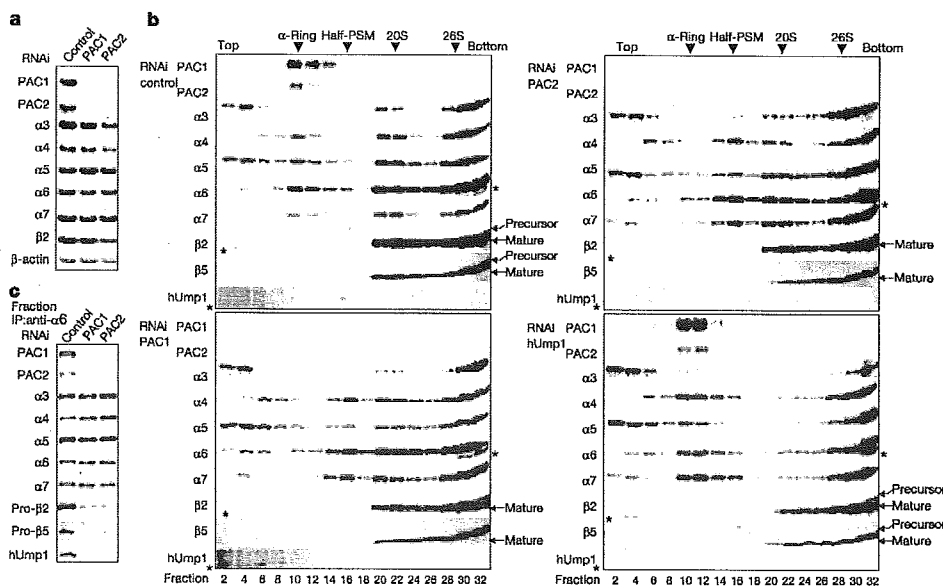 a
RNAi Control PAC1 PAC2
PAC1
PAC2
α3
α4
α5
α6
α7
β2
β-actin
c
Fraction
IP:anti-α6
RNAi Control PAC1 PAC2
PAC1
PAC2
α3
α4
α5
α6
α7
Pro-β2
Pro-β5
hUmp1
b
Top α-Ring Half-PSM 20S 26S Bottom
RNAi control
PAC1
PAC2
α3
α4
α5
α6 *
α7
Precursor
β2 Mature
* Precursor
β5 Mature
hUmp1 *
Top α-Ring Half-PSM 20S 26S Bottom
RNAi PAC2
PAC1
PAC2
α3
α4
α5
α6 *
α7
β2 Mature
*
β5 Mature
hUmp1 *
RNAi PAC1
PAC1
PAC2
α3
α4
α5
α6 *
α7
β2 Mature
*
β5 Mature
hUmp1 *
Fraction 2 4 6 8 10 12 14 16 18 20 22 24 26 28 30 32
RNAi hUmp1
PAC1
PAC2
α3
α4
α5
α6 *
α7
Precursor
β2 Mature
* Precursor
β5 Mature
hUmp1 *
Fraction 2 4 6 8 10 12 14 16 18 20 22 24 26 28 30 32